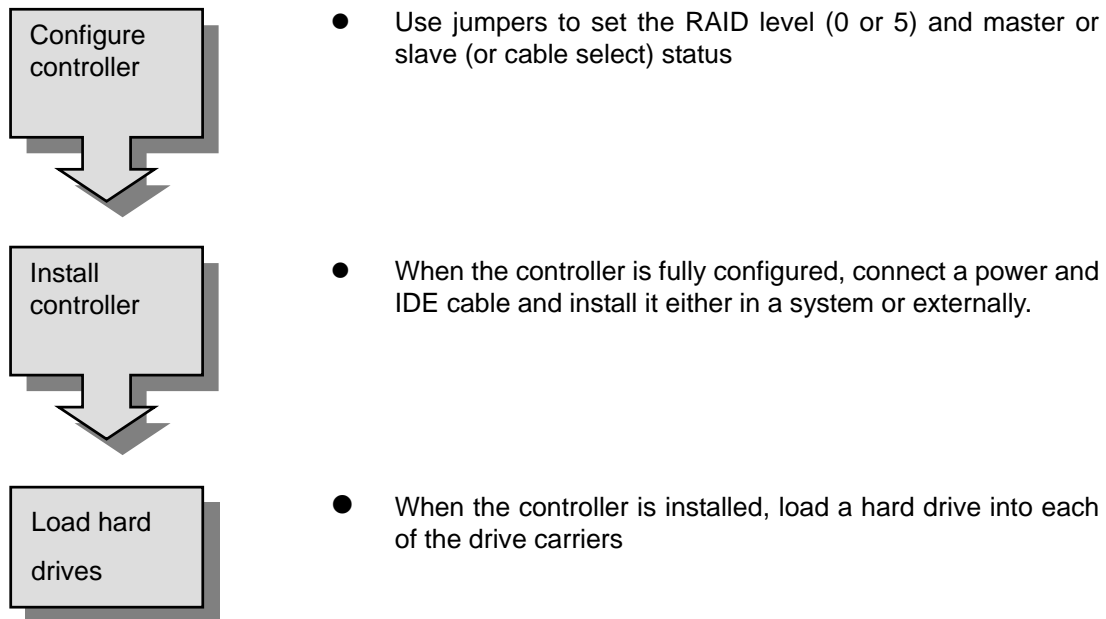 Configure
controller
● Use jumpers to set the RAID level (0 or 5) and master or
slave (or cable select) status
Install
controller
● When the controller is fully configured, connect a power and
IDE cable and install it either in a system or externally.
Load hard
drives
● When the controller is installed, load a hard drive into each
of the drive carriers